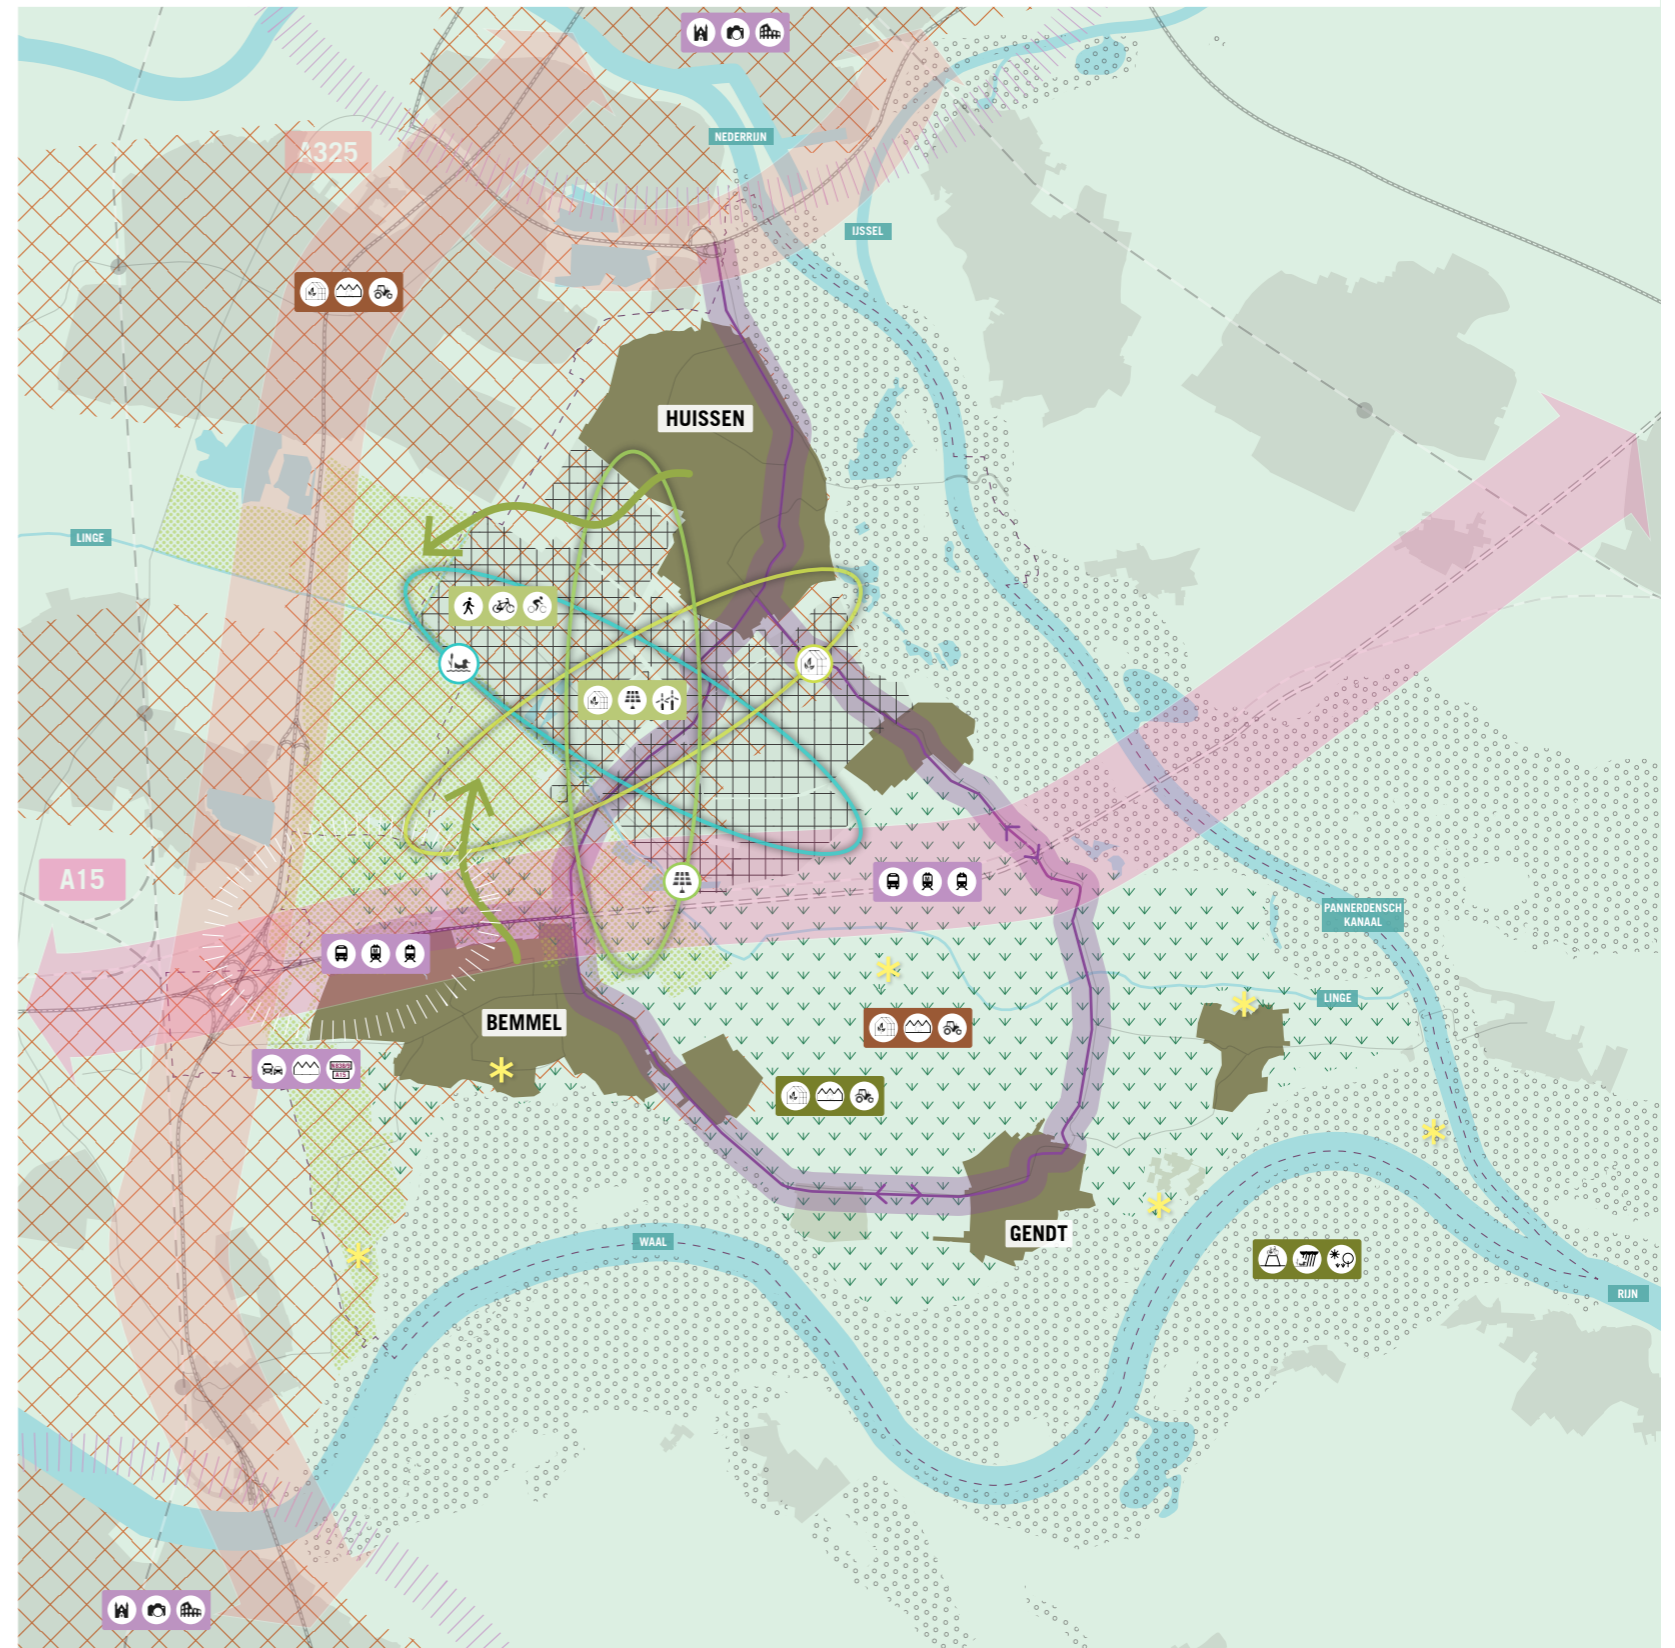 NEDERRIJN
A325
IJSSEL
HUISSEN
LINGE
A15
PANNERDENSCH
KANAAL
LINGE
BEMMEL
GENDT
WAAL
RIJN